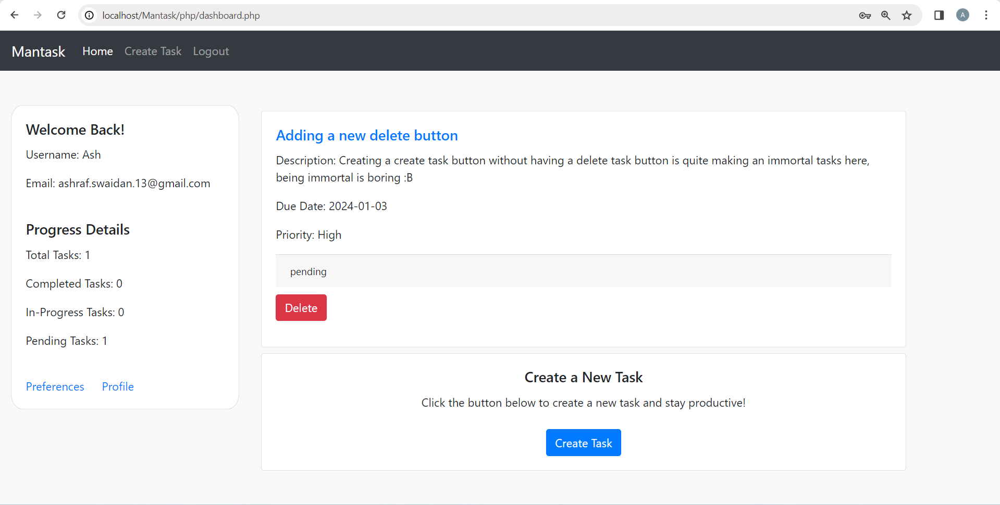 localhost/Mantask/php/dashboard.php
A
Mantask Home Create Task Logout
Welcome Back!
Username: Ash
Email: ashraf.swaidan.13@gmail.com
Progress Details
Total Tasks: 1
Completed Tasks: 0
In-Progress Tasks: 0
Pending Tasks: 1
Preferences Profile
Adding a new delete button
Description: Creating a create task button without having a delete task button is quite making an immortal tasks here,
being immortal is boring :B
Due Date: 2024-01-03
Priority: High
pending
Delete
Create a New Task
Click the button below to create a new task and stay productive!
Create Task